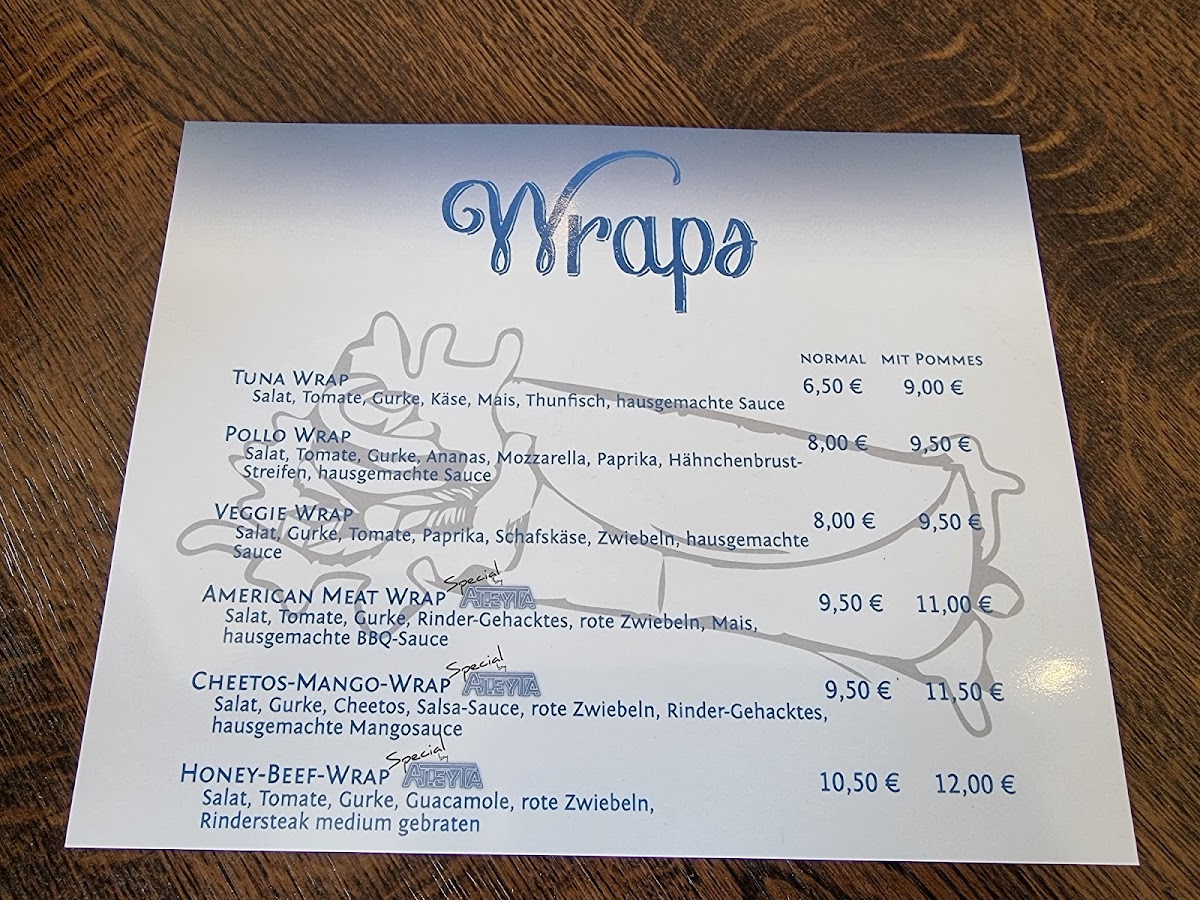 Wraps
NORMAL MIT POMMES
TUNA WRAP 6,50 € 9,00 €
Salat, Tomate, Gurke, Käse, Mais, Thunfisch, hausgemachte Sauce
POLLO WRAP 8,00 € 9,50 €
Salat, Tomate, Gurke, Ananas, Mozzarella, Paprika, Hähnchenbrust-
Streifen, hausgemachte Sauce
VEGGIE WRAP 8,00 € 9,50 €
Salat, Gurke, Tomate, Paprika, Schafskäse, Zwiebeln, hausgemachte
Sauce
AMERICAN MEAT WRAP Special by ALEYTA 9,50 € 11,00 €
Salat, Tomate, Gurke, Rinder-Gehacktes, rote Zwiebeln, Mais,
hausgemachte BBQ-Sauce
CHEETOS-MANGO-WRAP Special by ALEYTA 9,50 € 11,50 €
Salat, Gurke, Cheetos, Salsa-Sauce, rote Zwiebeln, Rinder-Gehacktes,
hausgemachte Mangosauce
HONEY-BEEF-WRAP Special by ALEYTA 10,50 € 12,00 €
Salat, Tomate, Gurke, Guacamole, rote Zwiebeln,
Rindersteak medium gebraten